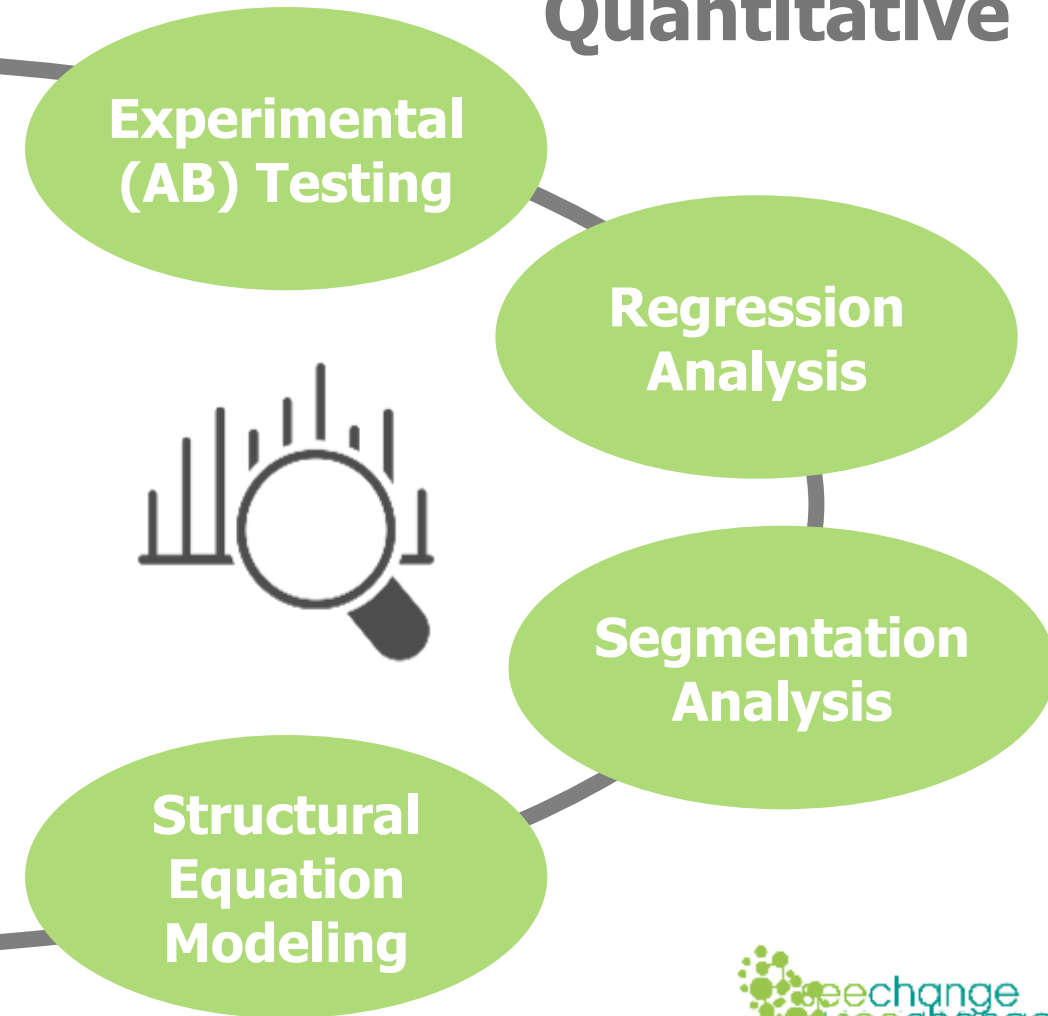 Quantitative
Experimental
(AB) Testing
Regression
Analysis
Segmentation
Analysis
Structural
Equation
Modeling
seechange